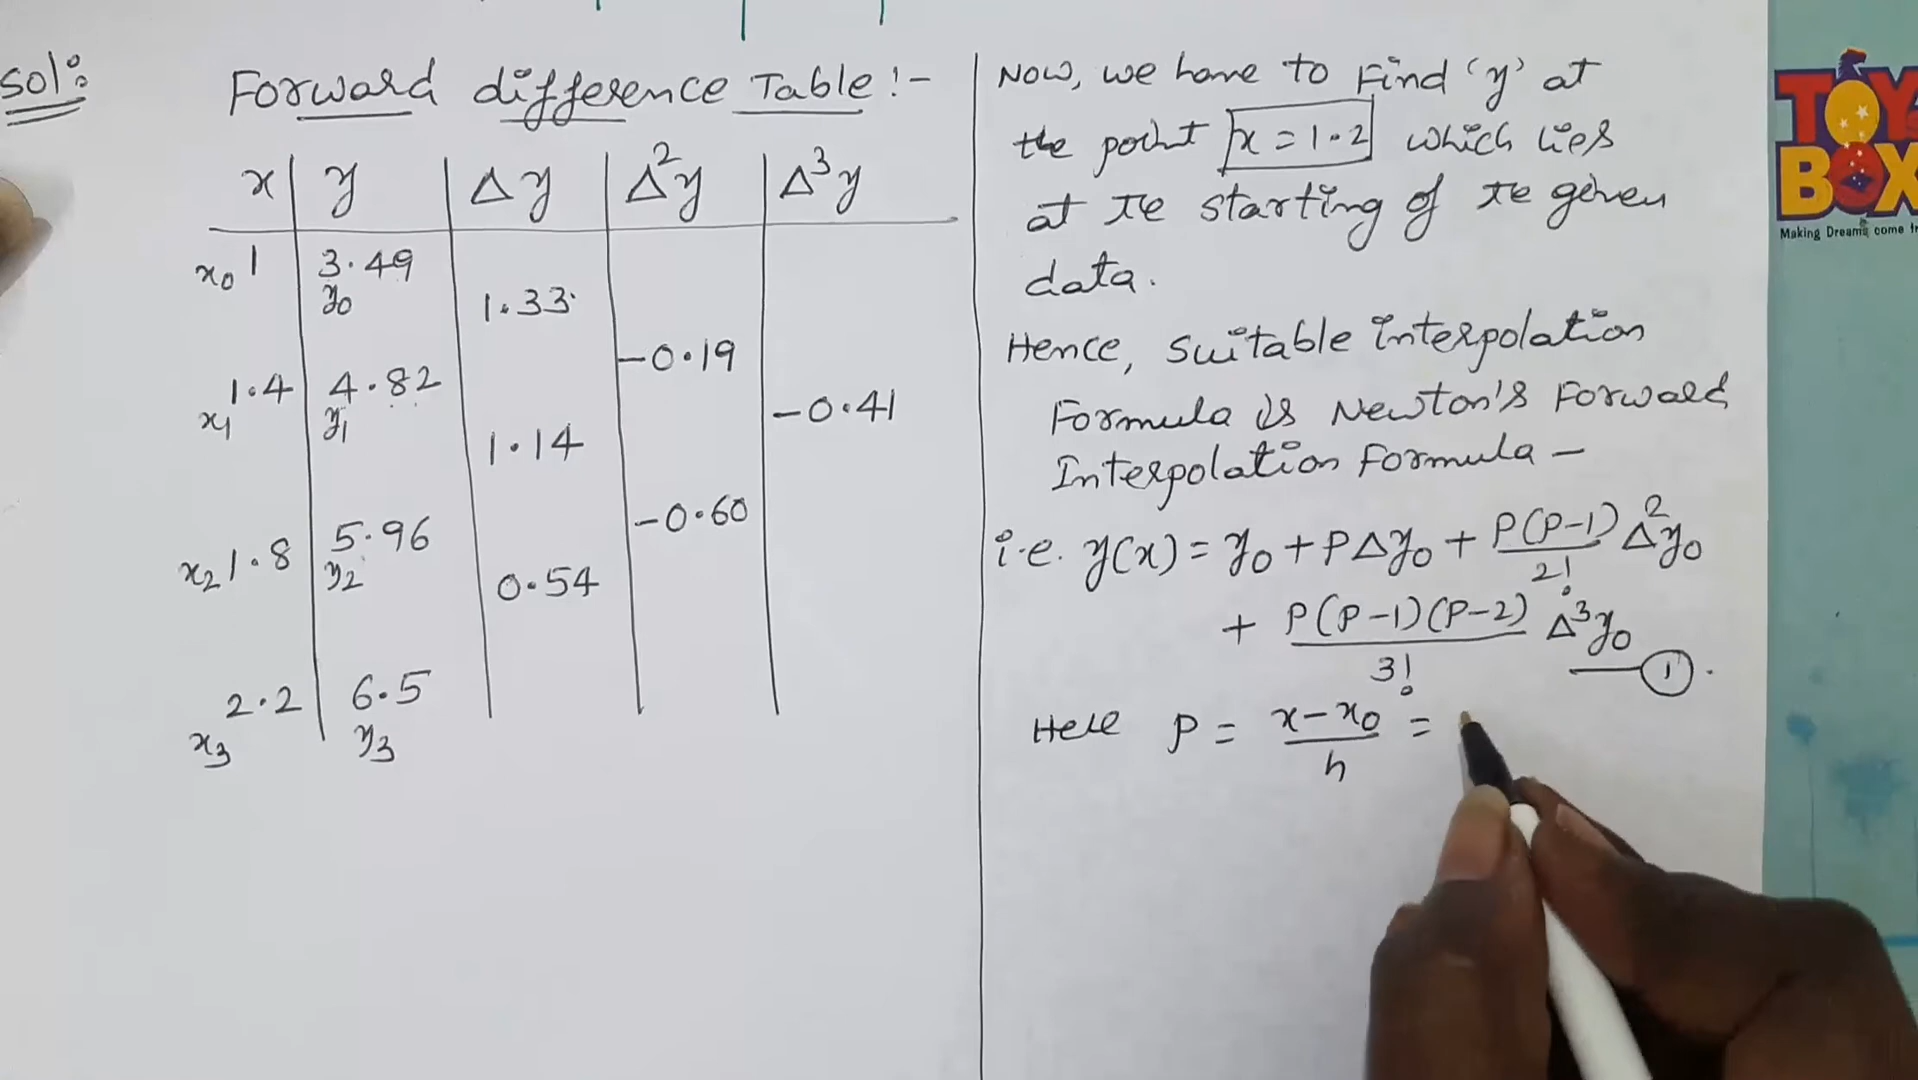 Sol:
Forward difference Table :-
x y Δy Δ²y Δ³y
x₀ 1 3.49
y₀
1.33
-0.19
x₁ 1.4 4.82
y₁
-0.41
1.14
-0.60
x₂ 1.8 5.96
y₂
0.54
x₃ 2.2 6.5
y₃
Now, we have to Find 'y' at
the point x = 1.2 which lies
at the starting of the given
data.
Hence, Suitable interpolation
Formula is Newton's Forward
Interpolation Formula -
i.e. y(x) = y₀ + PΔy₀ + P(P-1)/2! Δ²y₀
+ P(P-1)(P-2)/3! Δ³y₀ — ①.
Here P = x-x₀/h =
TOY
BOX
Making Dreams come